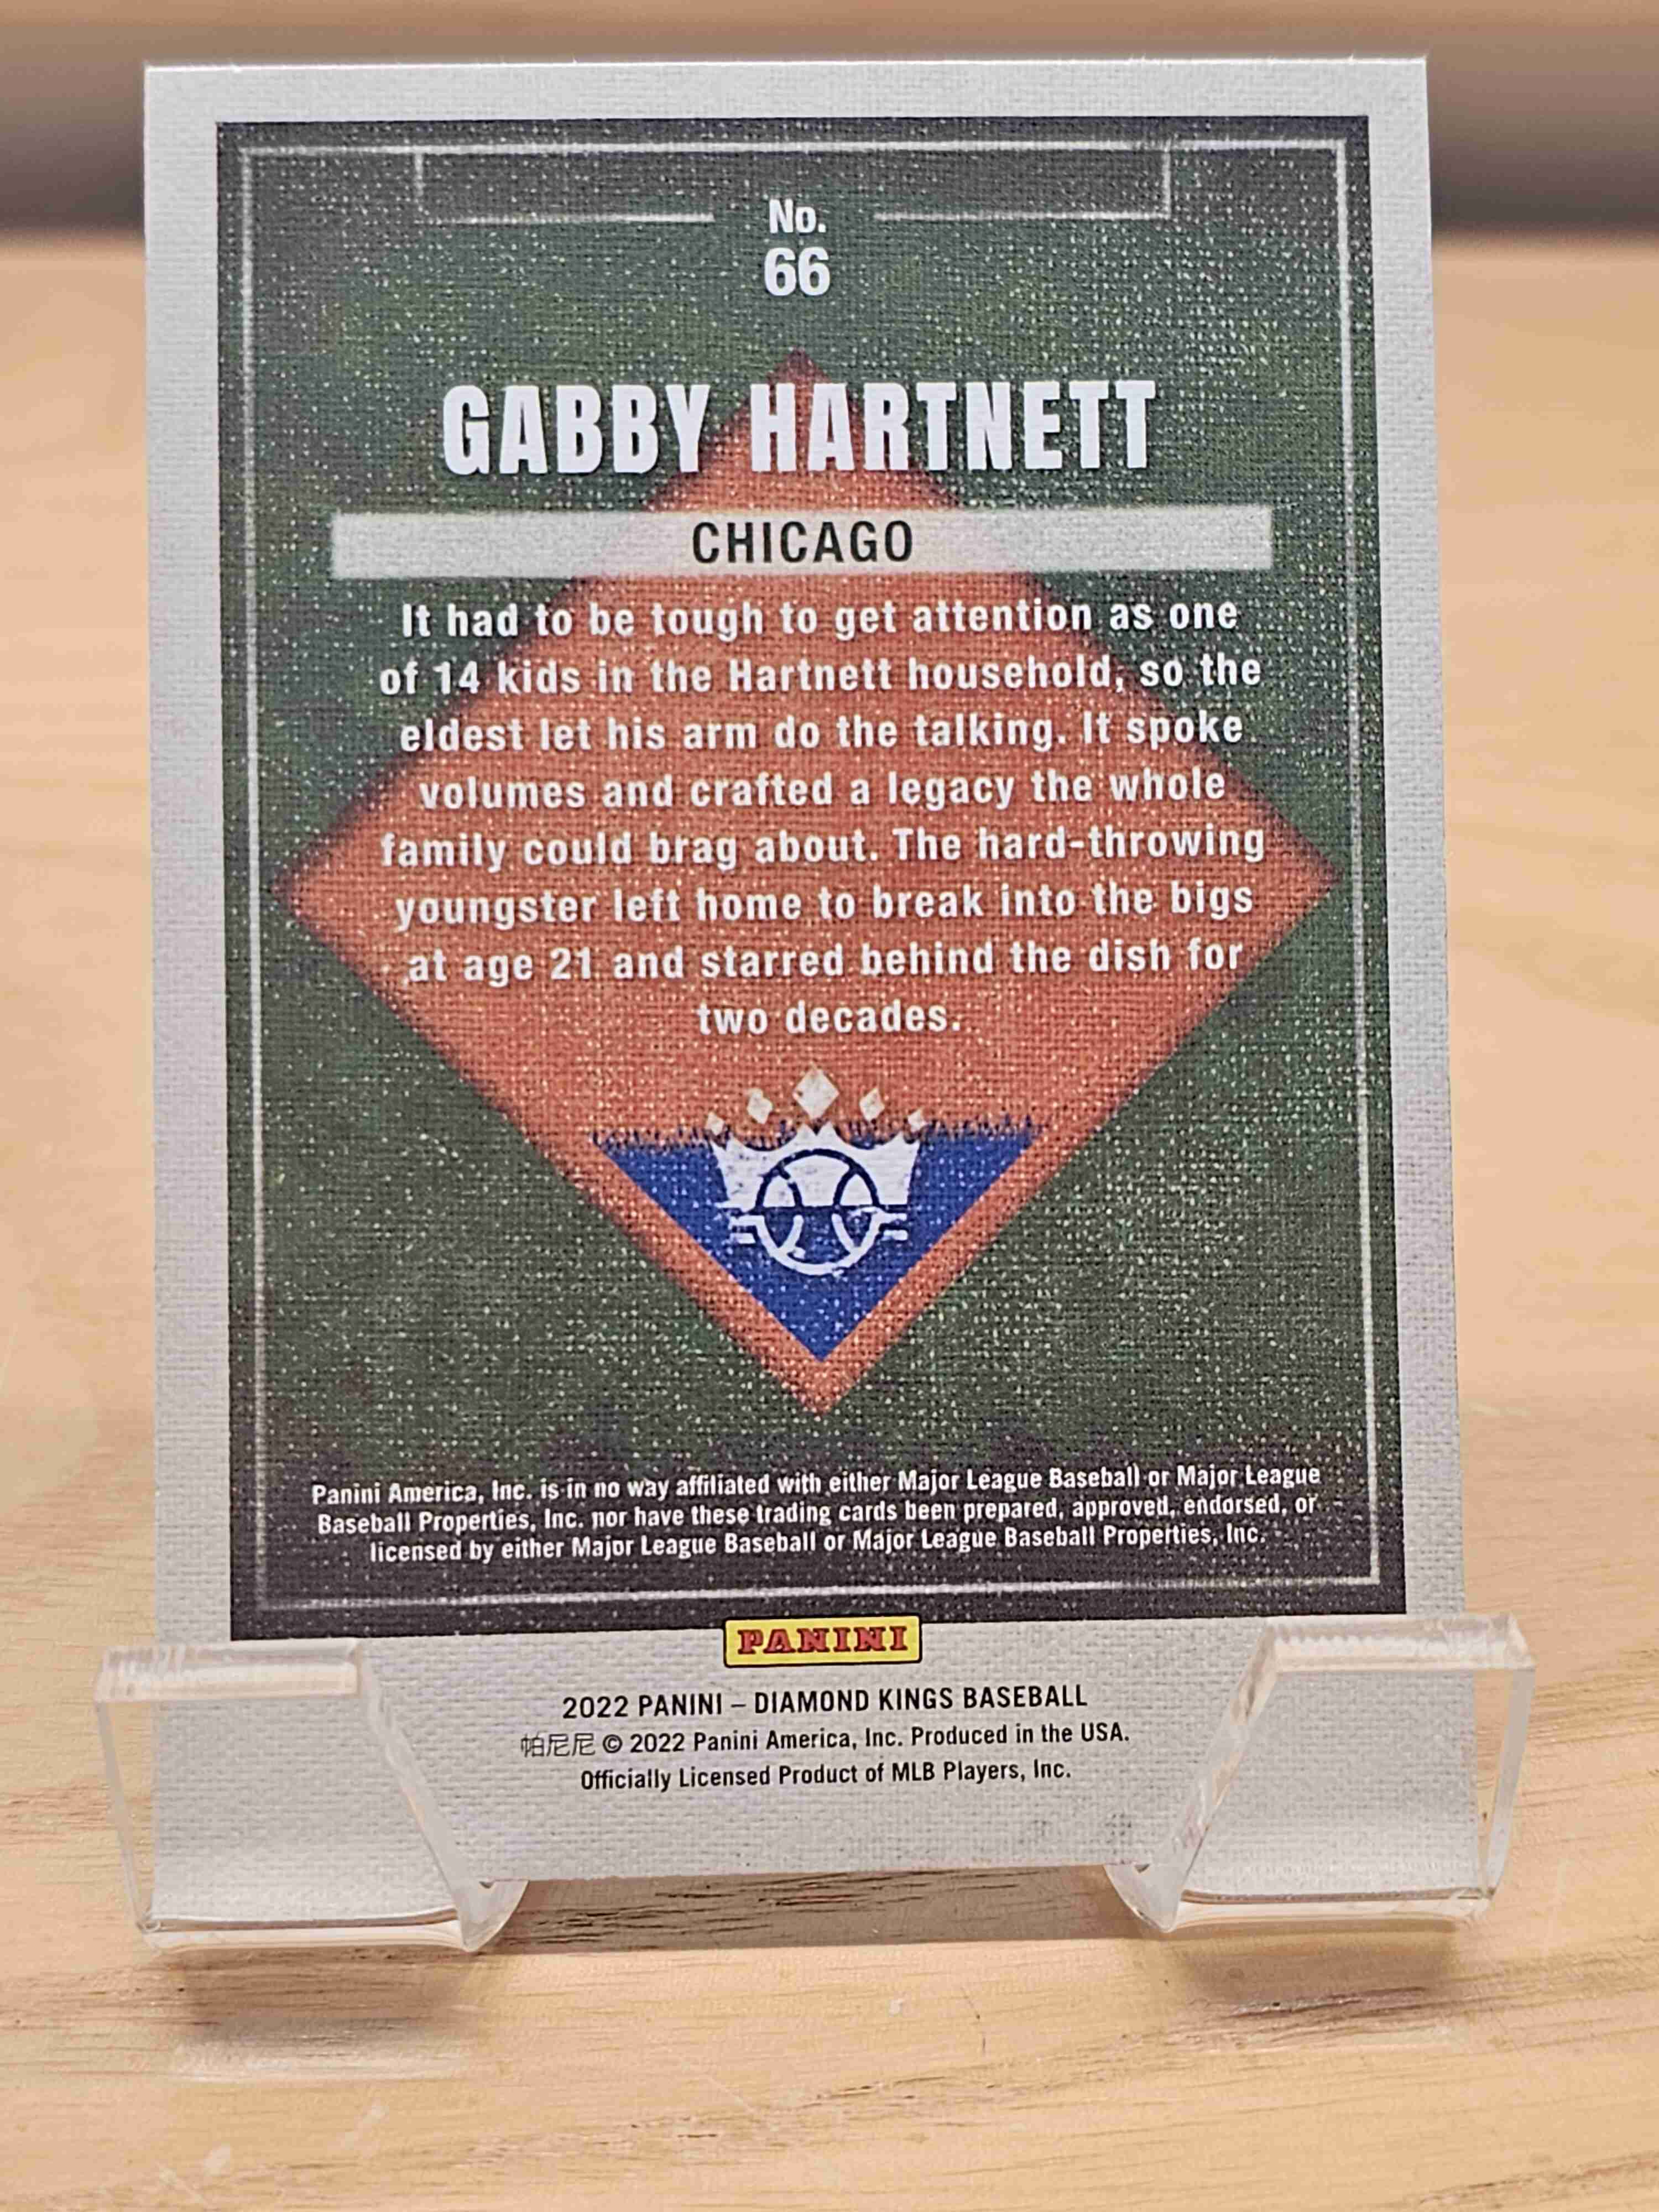 No.
66
GABBY HARTNETT
CHICAGO
It had to be tough to get attention as one
of 14 kids in the Hartnett household, so the
eldest let his arm do the talking. It spoke
volumes and crafted a legacy the whole
family could brag about. The hard-throwing
youngster left home to break into the bigs
at age 21 and starred behind the dish for
two decades.
Panini America, Inc. is in no way affiliated with either Major League Baseball or Major League
Baseball Properties, Inc. nor have these trading cards been prepared, approved, endorsed, or
licensed by either Major League Baseball or Major League Baseball Properties, Inc.
PANINI
2022 PANINI – DIAMOND KINGS BASEBALL
帕尼尼 © 2022 Panini America, Inc. Produced in the USA.
Officially Licensed Product of MLB Players, Inc.